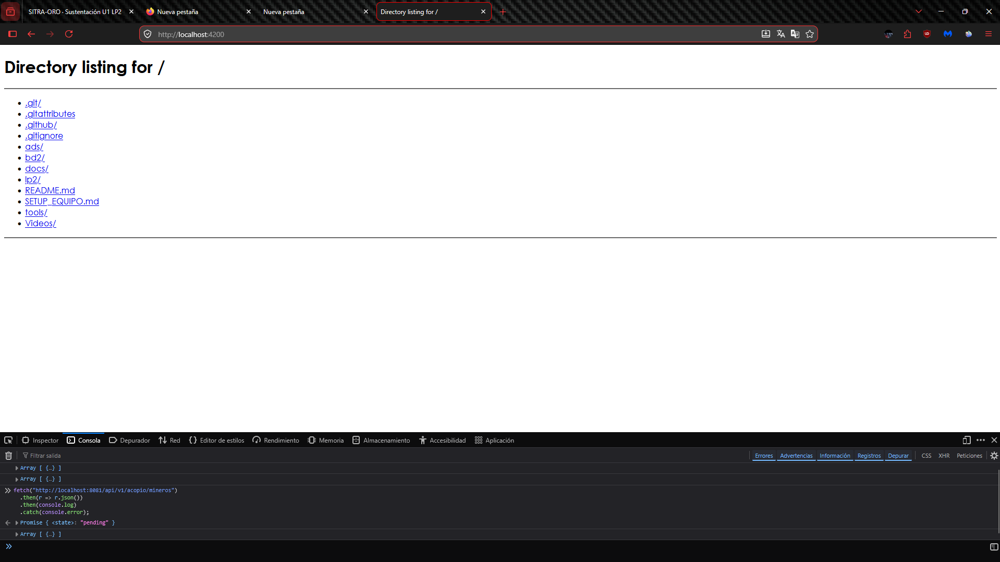 SITRA-ORO · Sustentación U1 LP2
Nueva pestaña
Nueva pestaña
Directory listing for /
http://localhost:4200
Directory listing for /
.git/
.gitattributes
.github/
.gitignore
ads/
bd2/
docs/
lp2/
README.md
SETUP_EQUIPO.md
tools/
Videos/
Inspector
Consola
Depurador
Red
Editor de estilos
Rendimiento
Memoria
Almacenamiento
Accesibilidad
Aplicación
Filtrar salida
Errores
Advertencias
Información
Registros
Depurar
CSS
XHR
Peticiones
Array [ {…} ]
Array [ {…} ]
fetch("http://localhost:8081/api/v1/acopio/mineros")
.then(r => r.json())
.then(console.log)
.catch(console.error);
Promise { <state>: "pending" }
Array [ {…} ]